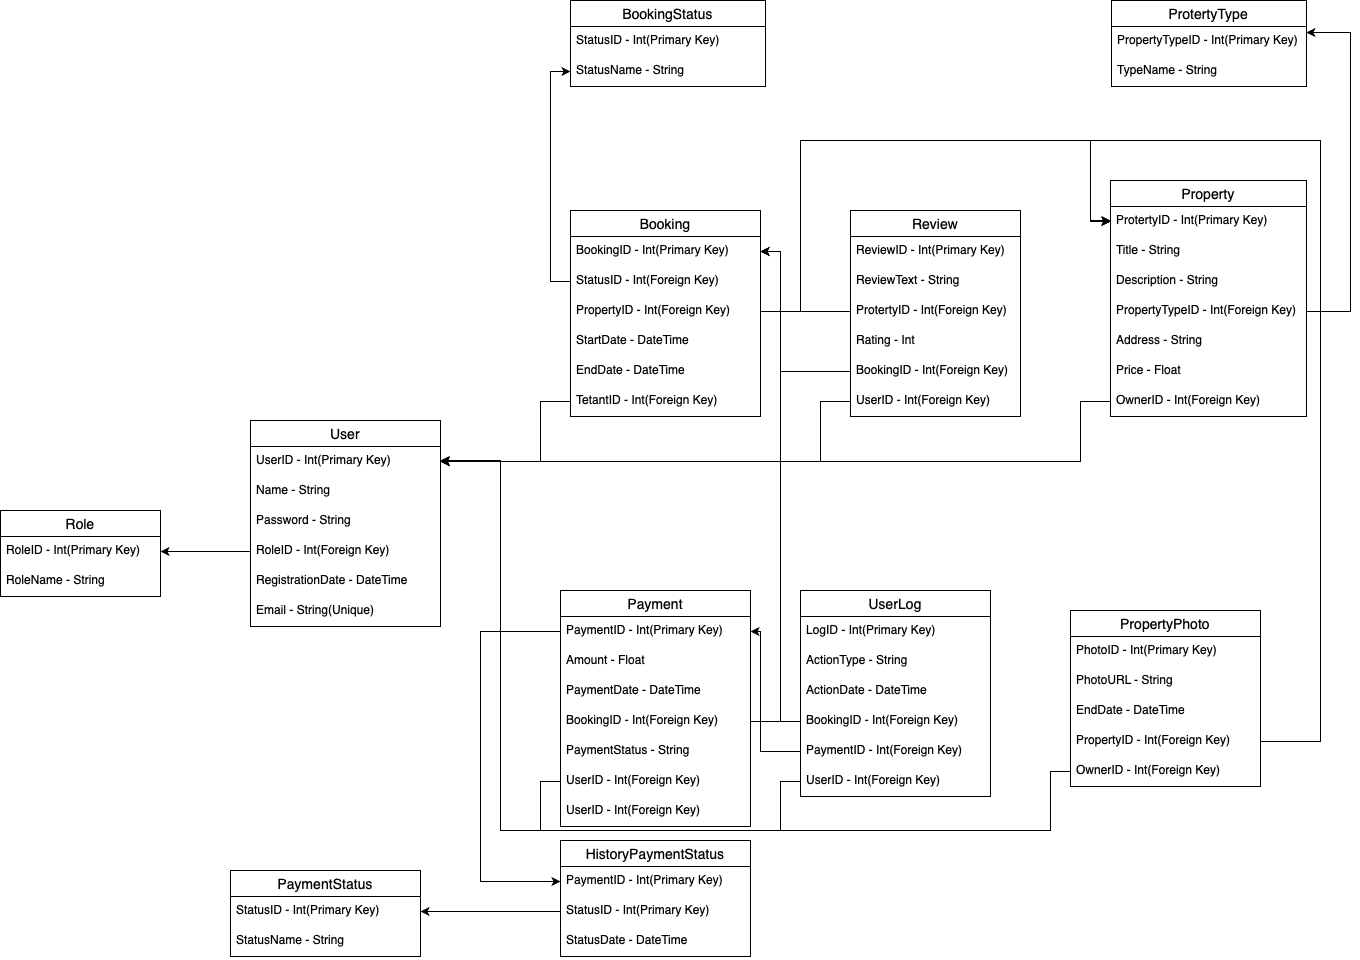 BookingStatus
StatusID - Int(Primary Key)
StatusName - String
ProtertyType
PropertyTypeID - Int(Primary Key)
TypeName - String
Booking
BookingID - Int(Primary Key)
StatusID - Int(Foreign Key)
PropertyID - Int(Foreign Key)
StartDate - DateTime
EndDate - DateTime
TetantID - Int(Foreign Key)
Review
ReviewID - Int(Primary Key)
ReviewText - String
ProtertyID - Int(Foreign Key)
Rating - Int
BookingID - Int(Foreign Key)
UserID - Int(Foreign Key)
Property
ProtertyID - Int(Primary Key)
Title - String
Description - String
PropertyTypeID - Int(Foreign Key)
Address - String
Price - Float
OwnerID - Int(Foreign Key)
User
UserID - Int(Primary Key)
Name - String
Password - String
RoleID - Int(Foreign Key)
RegistrationDate - DateTime
Email - String(Unique)
Role
RoleID - Int(Primary Key)
RoleName - String
Payment
PaymentID - Int(Primary Key)
Amount - Float
PaymentDate - DateTime
BookingID - Int(Foreign Key)
PaymentStatus - String
UserID - Int(Foreign Key)
UserID - Int(Foreign Key)
UserLog
LogID - Int(Primary Key)
ActionType - String
ActionDate - DateTime
BookingID - Int(Foreign Key)
PaymentID - Int(Foreign Key)
UserID - Int(Foreign Key)
PropertyPhoto
PhotoID - Int(Primary Key)
PhotoURL - String
EndDate - DateTime
PropertyID - Int(Foreign Key)
OwnerID - Int(Foreign Key)
HistoryPaymentStatus
PaymentID - Int(Primary Key)
StatusID - Int(Primary Key)
StatusDate - DateTime
PaymentStatus
StatusID - Int(Primary Key)
StatusName - String